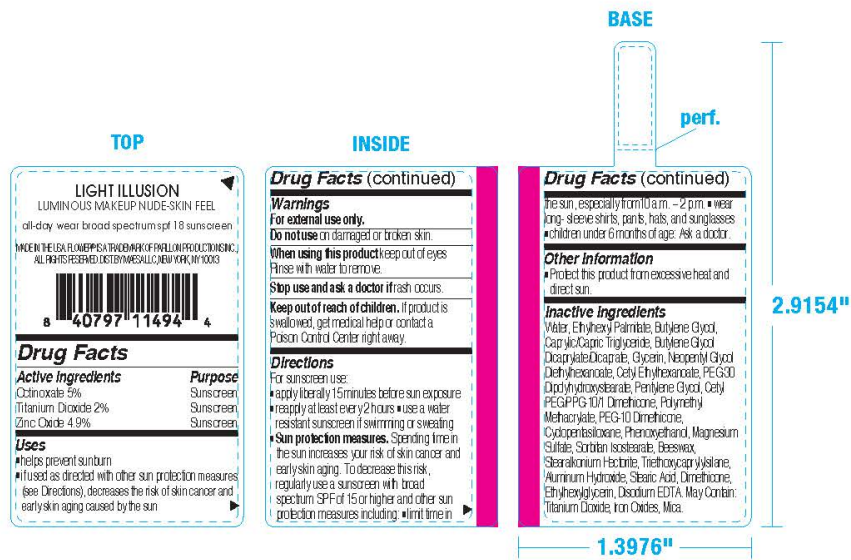 TOP
LIGHT ILLUSION
LUMINOUS MAKEUP NUDE-SKIN FEEL
all-day wear broad spectrum spf 18 sunscreen
MADE IN THE USA. FLOWER® IS A TRADEMARK OF PAPILLON PRODUCTIONS INC.,
ALL RIGHTS RESERVED. DIST. BY MAESA LLC, NEW YORK, NY 10013
8 40797 11494 4
Drug Facts
Active Ingredients Purpose
Octinoxate 5% Sunscreen
Titanium Dioxide 2% Sunscreen
Zinc Oxide 4.9% Sunscreen
Uses
▪helps prevent sunburn
▪if used as directed with other sun protection measures
(see Directions), decreases the risk of skin cancer and
early skin aging caused by the sun
INSIDE
Drug Facts (continued)
Warnings
For external use only.
Do not use on damaged or broken skin.
When using this product keep out of eyes
Rinse with water to remove.
Stop use and ask a doctor if rash occurs.
Keep out of reach of children. If product is
swallowed, get medical help or contact a
Poison Control Center right away.
Directions
For sunscreen use:
▪apply liberally 15 minutes before sun exposure
▪reapply at least every 2 hours ▪use a water
resistant sunscreen if swimming or sweating
▪Sun protection measures. Spending time in
the sun increases your risk of skin cancer and
early skin aging. To decrease this risk,
regularly use a sunscreen with broad
spectrum SPF of 15 or higher and other sun
protection measures including: ▪limit time in
BASE
perf.
Drug Facts (continued)
the sun, especially from 10 a.m. – 2 p.m. ▪wear
long- sleeve shirts, pants, hats, and sunglasses
▪children under 6 months of age: Ask a doctor.
Other information
▪Protect this product from excessive heat and
direct sun.
Inactive ingredients
Water, Ethylhexyl Palmitate, Butylene Glycol,
Caprylic/Capric Triglyceride, Butylene Glycol
Dicaprylate/Dicaprate, Glycerin, Neopentyl Glycol
Diethylhexanoate, Cetyl Ethylhexanoate, PEG-30
Dipolyhydroxystearate, Pentylene Glycol, Cetyl
PEG/PPG-10/1 Dimethicone, Polymethyl
Methacrylate, PEG-10 Dimethicone,
Cyclopentasiloxane, Phenoxyethanol, Magnesium
Sulfate, Sorbitan Isostearate, Beeswax,
Stearalkonium Hectorite, Triethoxycaprylylsilane,
Aluminum Hydroxide, Stearic Acid, Dimethicone,
Ethylhexylglycerin, Disodium EDTA. May Contain:
Titanium Dioxide, Iron Oxides, Mica.
2.9154"
1.3976"